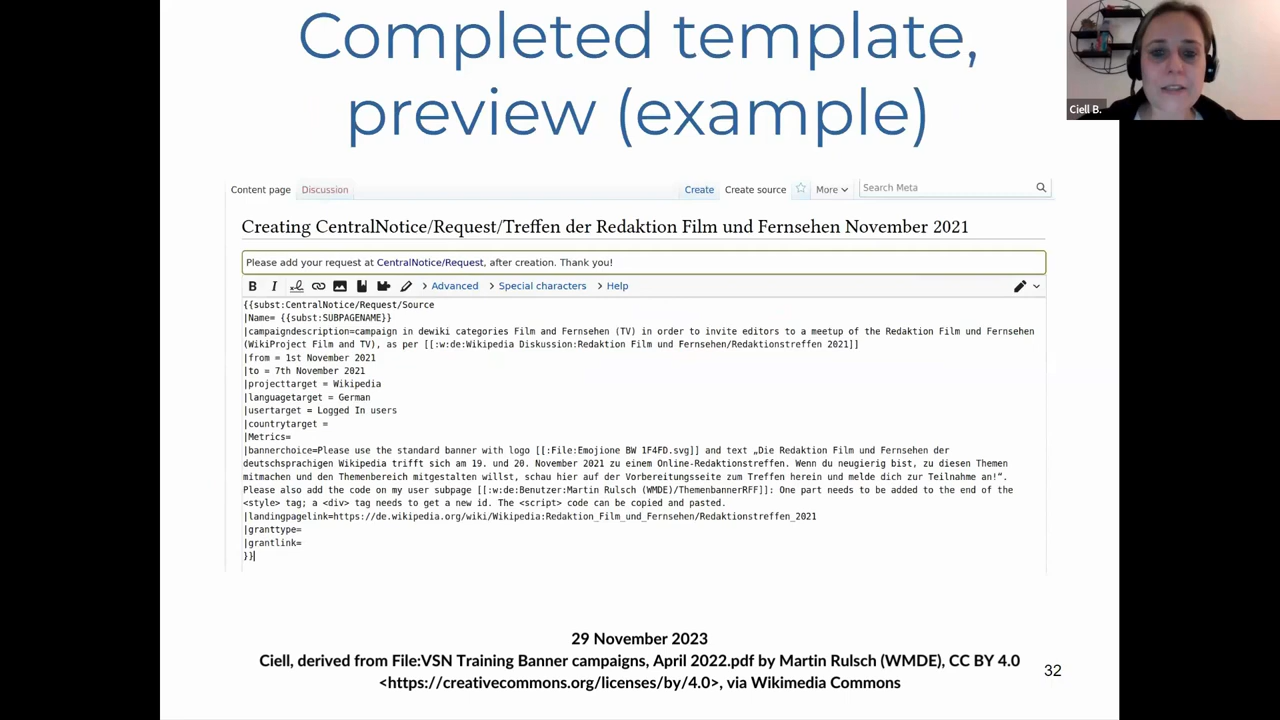 Completed template,
preview (example)
Ciell B.
Content page Discussion Create Create source More Search Meta
Creating CentralNotice/Request/Treffen der Redaktion Film und Fernsehen November 2021
Please add your request at CentralNotice/Request, after creation. Thank you!
B I Advanced Special characters Help
{{subst:CentralNotice/Request/Source
|Name= {{subst:SUBPAGENAME}}
|campaigndescription=campaign in dewiki categories Film and Fernsehen (TV) in order to invite editors to a meetup of the Redaktion Film und Fernsehen
(WikiProject Film and TV), as per [[:w:de:Wikipedia Diskussion:Redaktion Film und Fernsehen/Redaktionstreffen 2021]]
|from = 1st November 2021
|to = 7th November 2021
|projecttarget = Wikipedia
|languagetarget = German
|usertarget = Logged In users
|countrytarget =
|Metrics=
|bannerchoice=Please use the standard banner with logo [[:File:Emojione BW 1F4FD.svg]] and text „Die Redaktion Film und Fernsehen der
deutschsprachigen Wikipedia trifft sich am 19. und 20. November 2021 zu einem Online-Redaktionstreffen. Wenn du neugierig bist, zu diesen Themen
mitmachen und den Themenbereich mitgestalten willst, schau hier auf der Vorbereitungsseite zum Treffen herein und melde dich zur Teilnahme an!“.
Please also add the code on my user subpage [[:w:de:Benutzer:Martin Rulsch (WMDE)/ThemenbannerRFF]]: One part needs to be added to the end of the
<style> tag; a <div> tag needs to get a new id. The <script> code can be copied and pasted.
|landingpagelink=https://de.wikipedia.org/wiki/Wikipedia:Redaktion_Film_und_Fernsehen/Redaktionstreffen_2021
|granttype=
|grantlink=
}}
29 November 2023
Ciell, derived from File:VSN Training Banner campaigns, April 2022.pdf by Martin Rulsch (WMDE), CC BY 4.0
<https://creativecommons.org/licenses/by/4.0>, via Wikimedia Commons
32